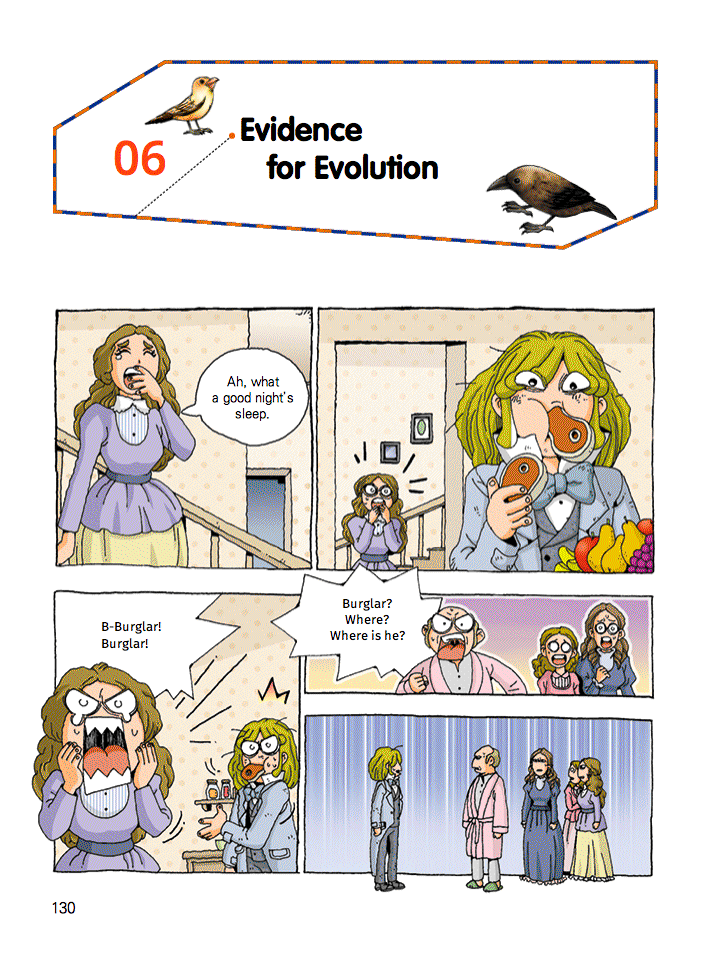 06
Evidence
for Evolution
Ah, what
a good night's
sleep.
B-Burglar!
Burglar!
Burglar?
Where?
Where is he?
130